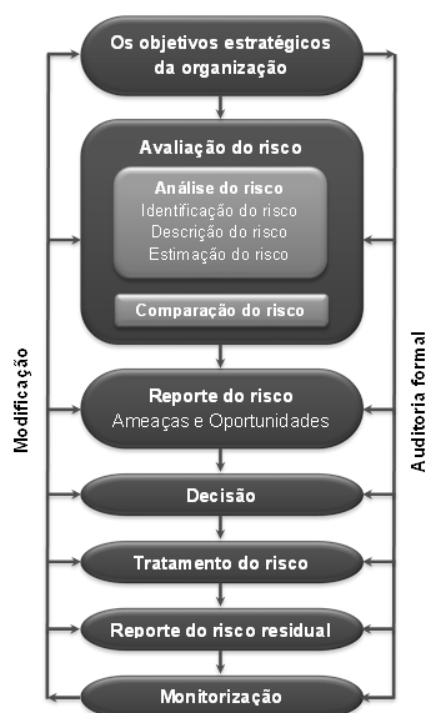 Os objetivos estratégicos
da organização
Avaliação do risco
Análise do risco
Identificação do risco
Descrição do risco
Estimação do risco
Comparação do risco
Reporte do risco
Ameaças e Oportunidades
Decisão
Tratamento do risco
Reporte do risco residual
Monitorização
Modificação
Auditoria formal